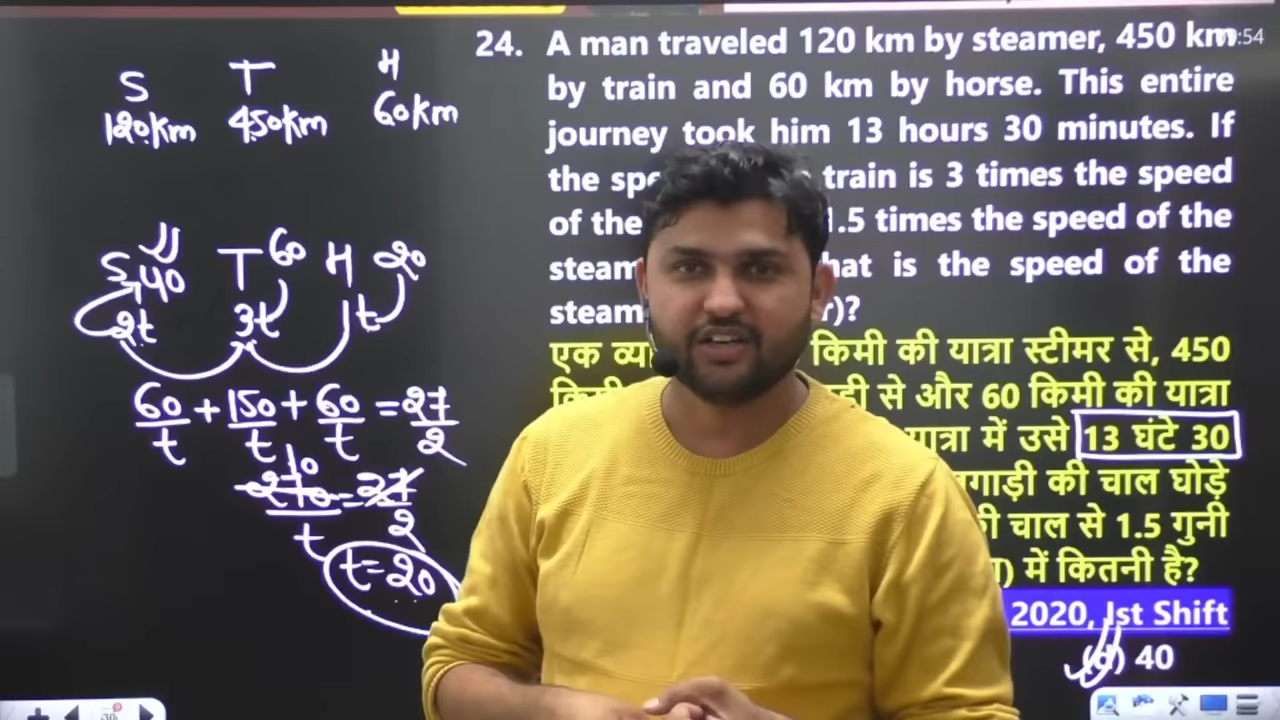 S T H
120km 450km 60km
S 40 T 60 H 20
2t 3t t
60/t + 150/t + 60/t = 27/2
10
270/t = 27/2
t=20
24. A man traveled 120 km by steamer, 450 km
:54
by train and 60 km by horse. This entire
journey took him 13 hours 30 minutes. If
the train is 3 times the speed
of the 1.5 times the speed of the
is the speed of the
एक किमी की यात्रा स्टीमर से, 450
से और 60 किमी की यात्रा
में उसे 13 घंटे 30
की चाल घोड़े
चाल से 1.5 गुनी
में कितनी है?
2020, Ist Shift
(d) 40